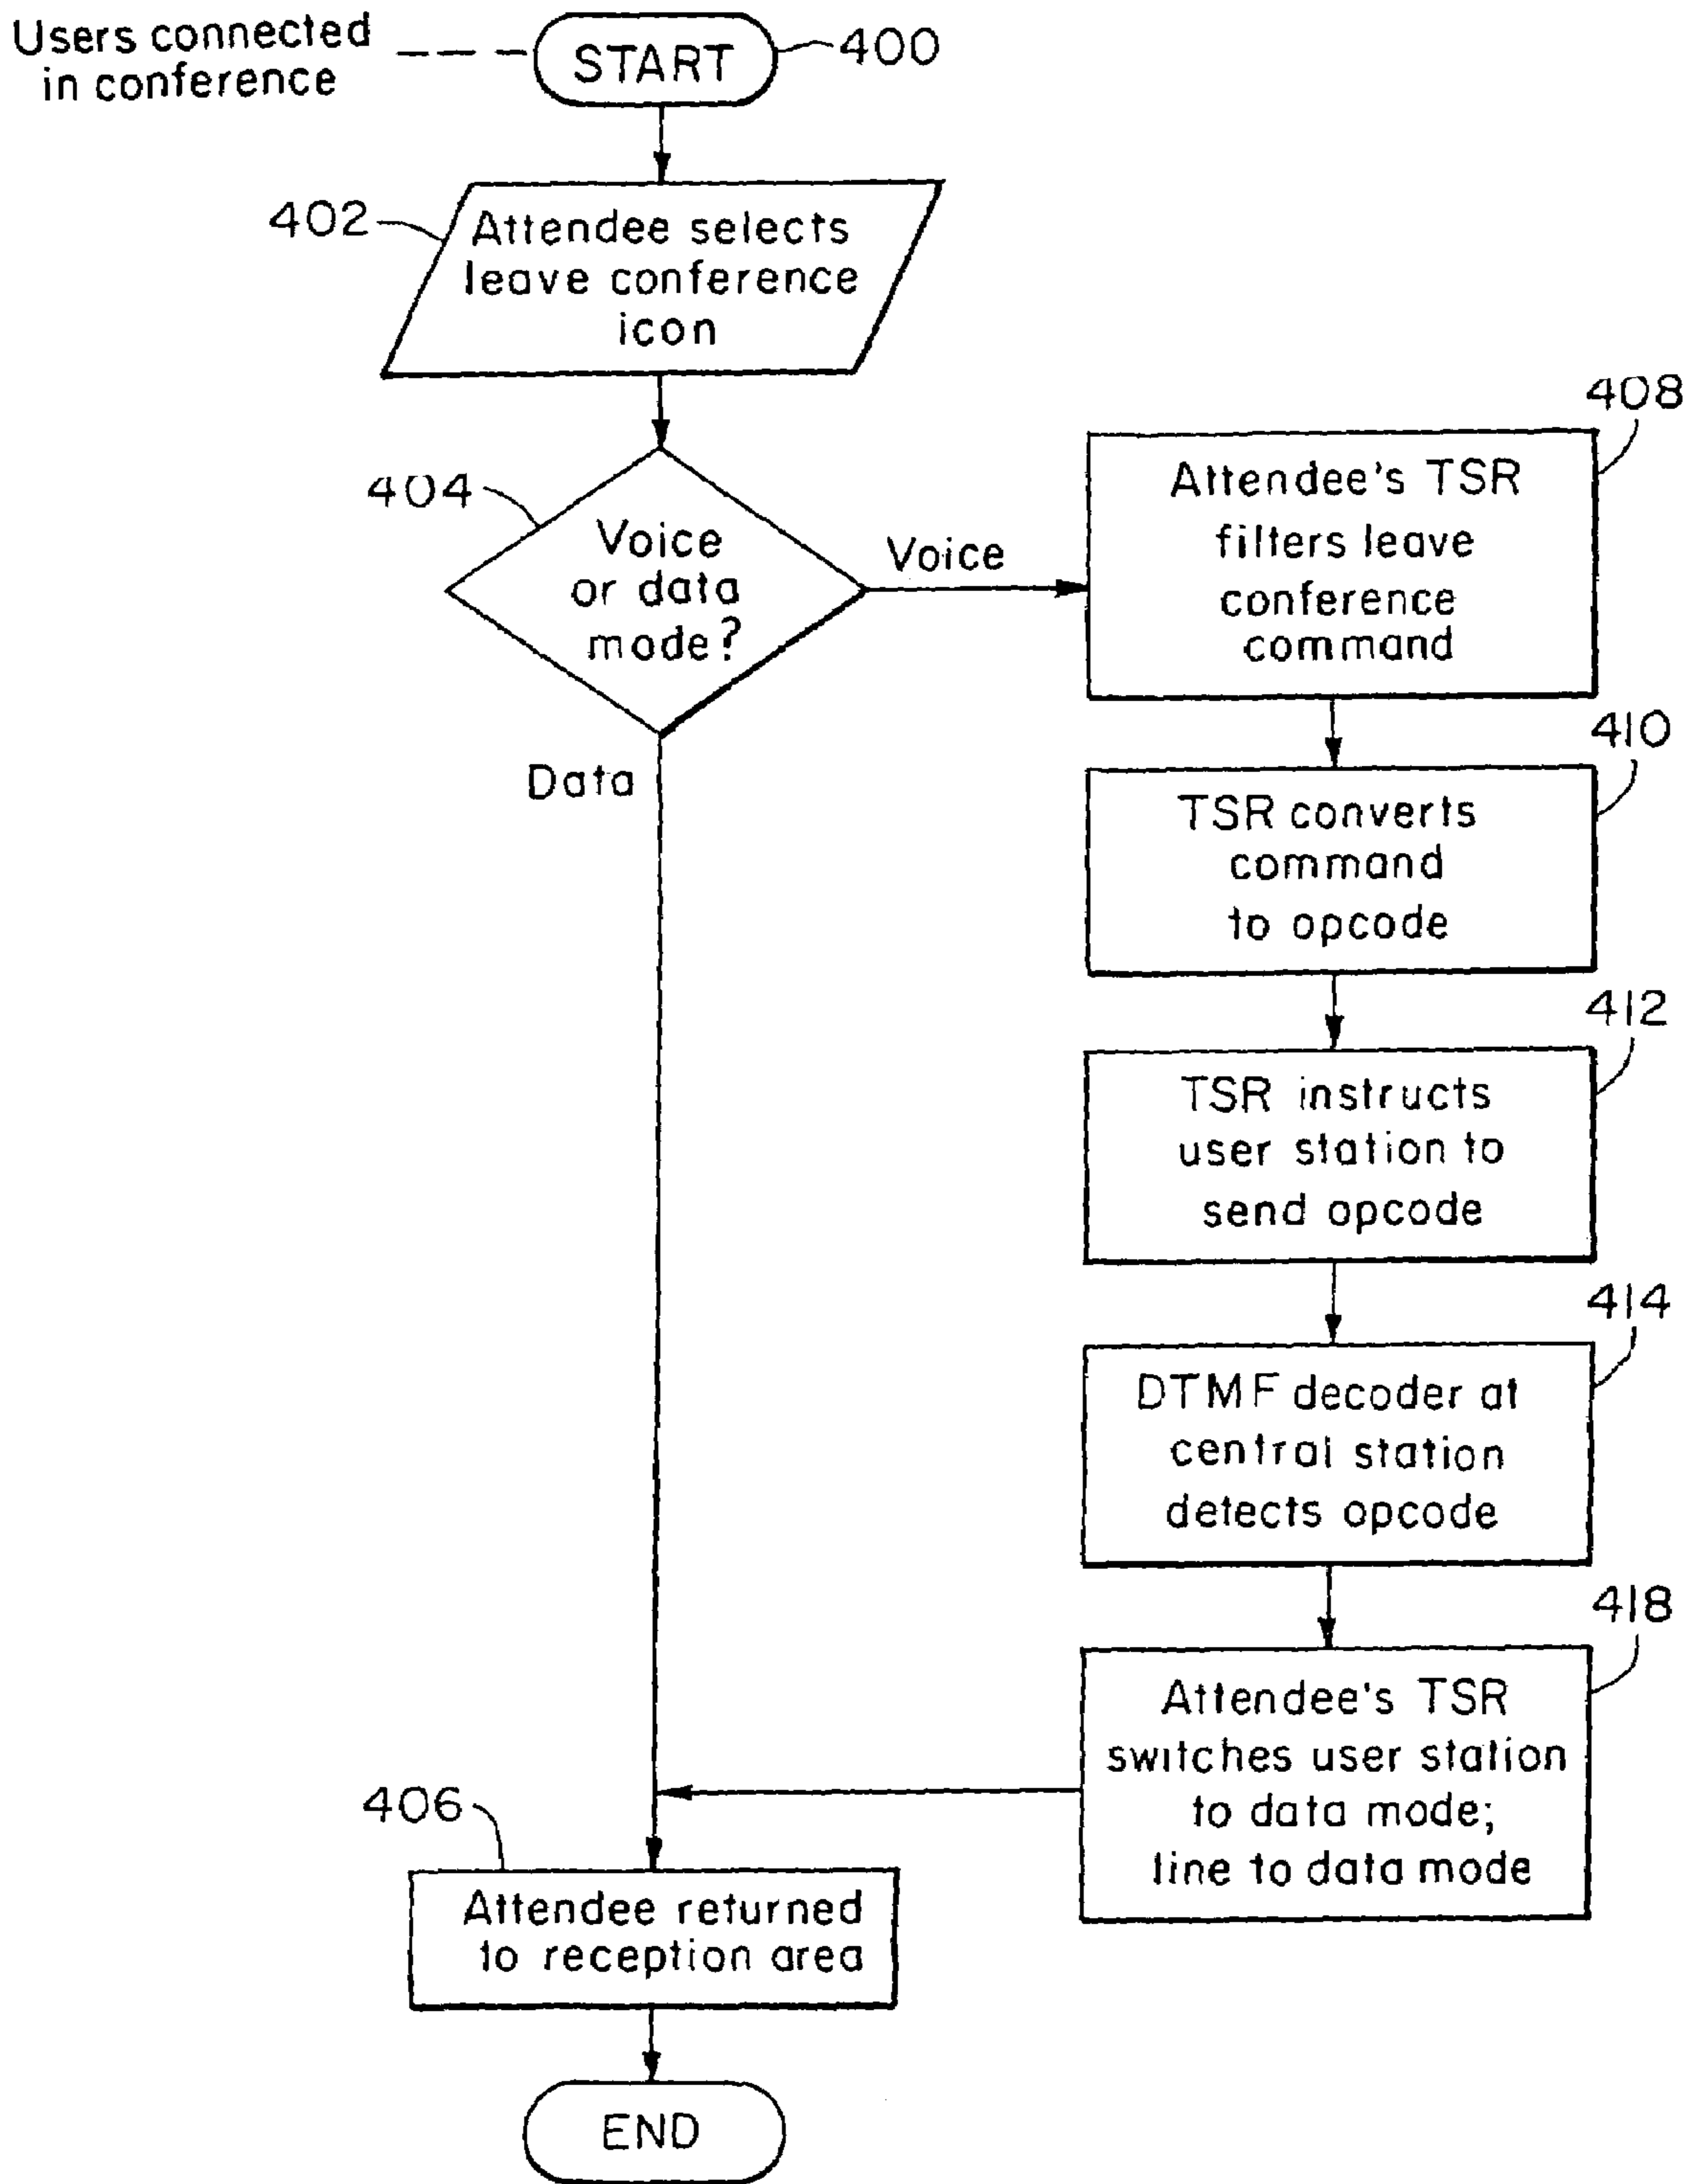 Users connected
in conference
START
400
402
Attendee selects
leave conference
icon
404
Voice
or data
mode?
Voice
Data
408
Attendee's TSR
filters leave
conference
command
410
TSR converts
command
to opcode
412
TSR instructs
user station to
send opcode
414
DTMF decoder at
central station
detects opcode
418
Attendee's TSR
switches user station
to data mode;
line to data mode
406
Attendee returned
to reception area
END